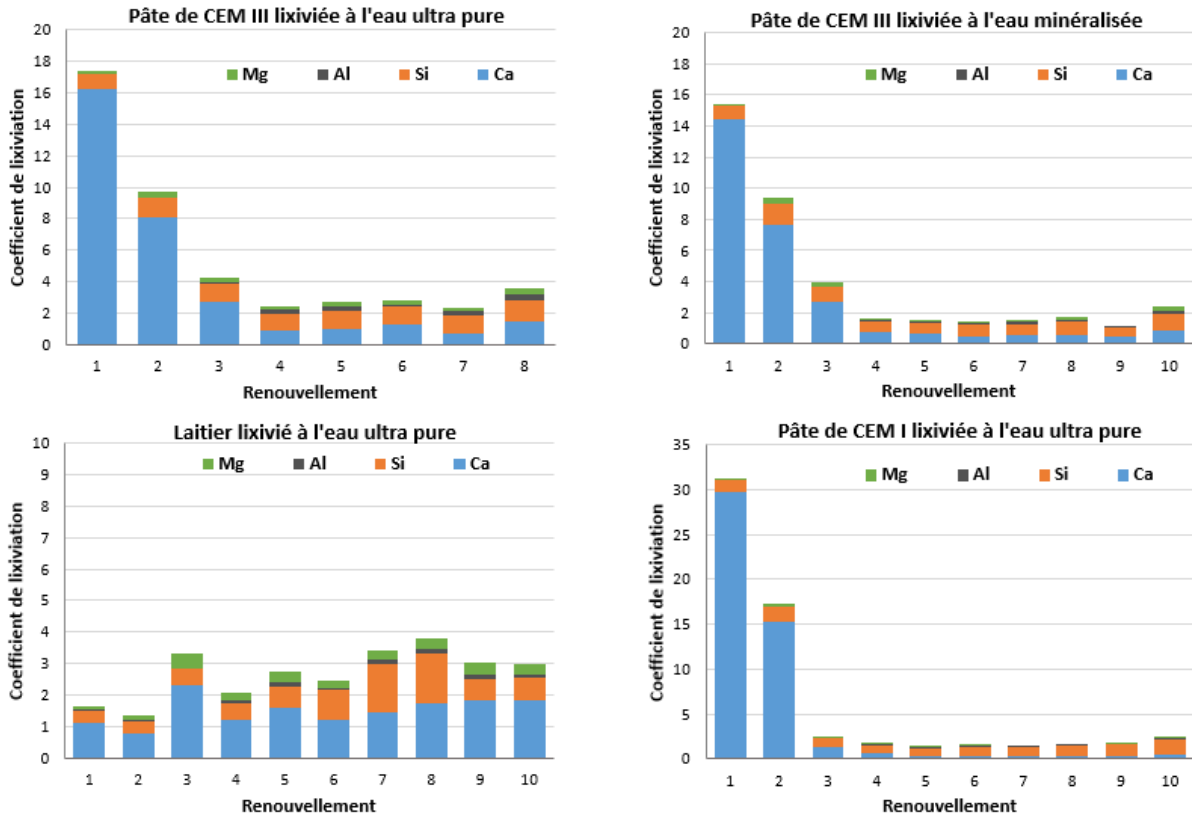 Pâte de CEM III lixiviée à l'eau ultra pure
20
18
16
14
12
10
8
6
4
2
0
Coefficient de lixiviation
Mg Al Si Ca
1 2 3 4 5 6 7 8
Renouvellement
Pâte de CEM III lixiviée à l'eau minéralisée
20
18
16
14
12
10
8
6
4
2
0
Coefficient de lixiviation
Mg Al Si Ca
1 2 3 4 5 6 7 8 9 10
Renouvellement
Laitier lixivié à l'eau ultra pure
10
9
8
7
6
5
4
3
2
1
0
Coefficient de lixiviation
Mg Al Si Ca
1 2 3 4 5 6 7 8 9 10
Renouvellement
Pâte de CEM I lixiviée à l'eau ultra pure
35
30
25
20
15
10
5
0
Coefficient de lixiviation
Mg Al Si Ca
1 2 3 4 5 6 7 8 9 10
Renouvellement